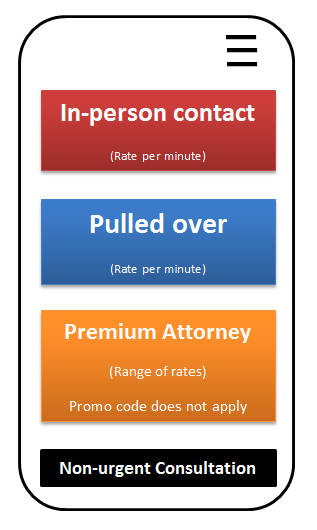 In-person contact
(Rate per minute)
Pulled over
(Rate per minute)
Premium Attorney
(Range of rates)
Promo code does not apply
Non-urgent Consultation